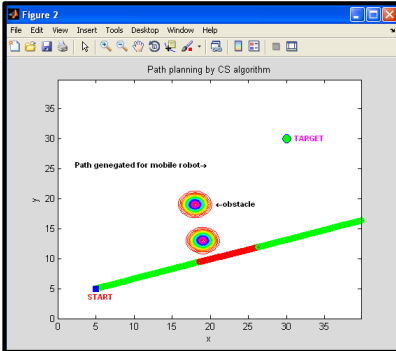 Figure 2
File Edit View Insert Tools Desktop Window Help
Path planning by CS algorithm
35
30
TARGET
25
Path genegated for mobile robot→
20
←obstacle
15
10
5
START
0
0 5 10 15 20 25 30 35
y
x